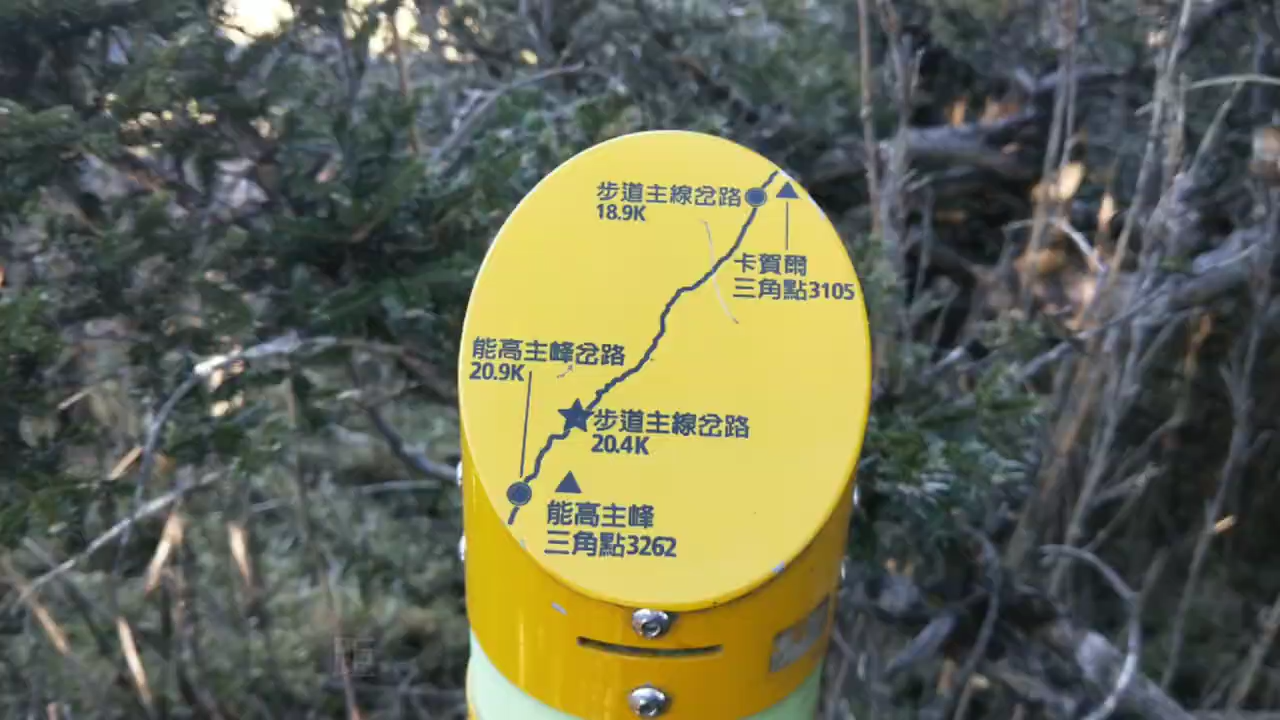 步道主線岔路
18.9K
卡賀爾
三角點3105
能高主峰岔路
20.9K
步道主線岔路
20.4K
能高主峰
三角點3262